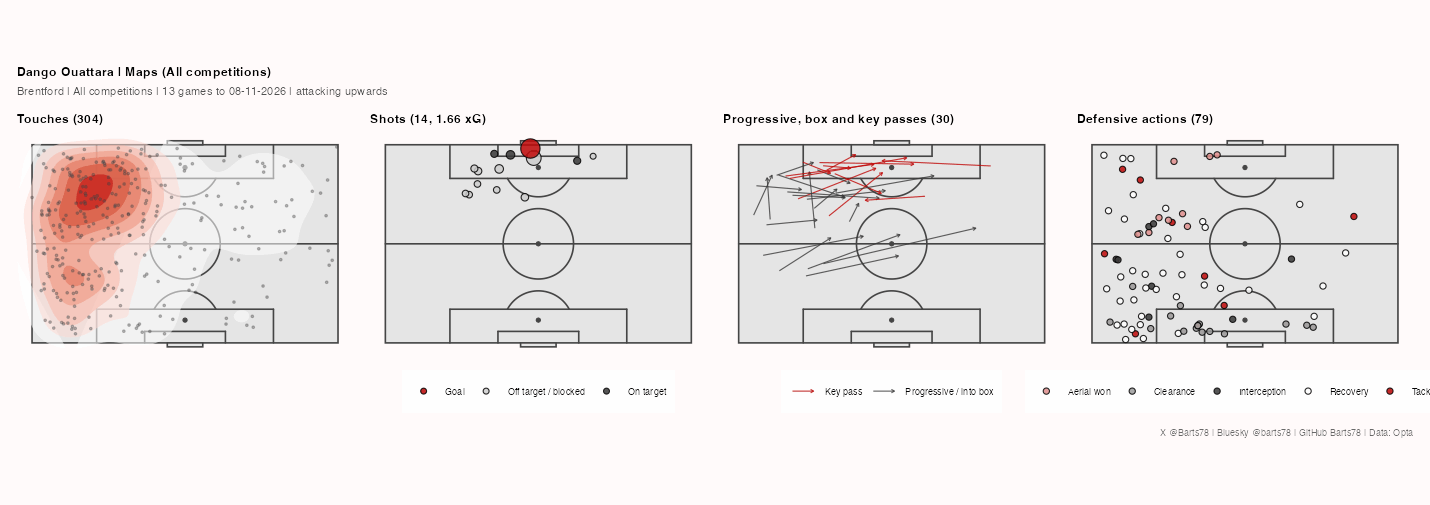 Dango Ouattara | Maps (All competitions)
Brentford | All competitions | 13 games to 08-11-2026 | attacking upwards
Touches (304)
Shots (14, 1.66 xG)
Progressive, box and key passes (30)
Defensive actions (79)
Goal
Off target / blocked
On target
Key pass
Progressive / into box
Aerial won
Clearance
Interception
Recovery
Tack
X @Barts78 | Bluesky @barts78 | GitHub Barts78 | Data: Opta